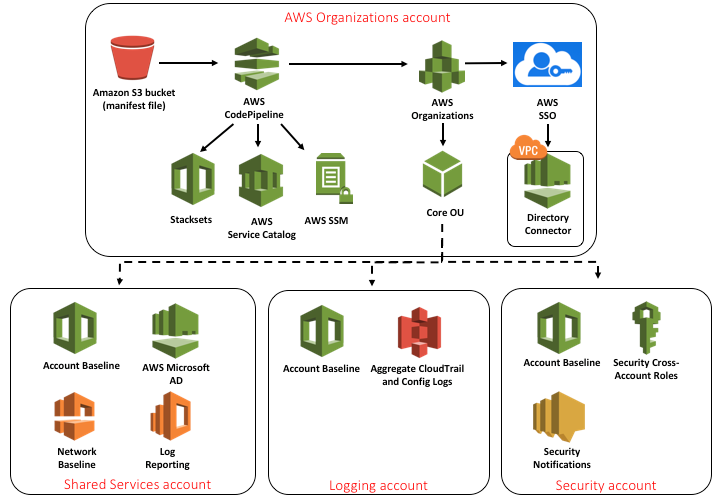 AWS Organizations account
Amazon S3 bucket
(manifest file)
AWS
CodePipeline
AWS
Organizations
AWS
SSO
VPC
Stacksets
AWS
Service Catalog
AWS SSM
Core OU
Directory
Connector
Account Baseline
AWS Microsoft
AD
Network
Baseline
Log
Reporting
Shared Services account
Account Baseline
Aggregate CloudTrail
and Config Logs
Logging account
Account Baseline
Security Cross-
Account Roles
Security
Notifications
Security account